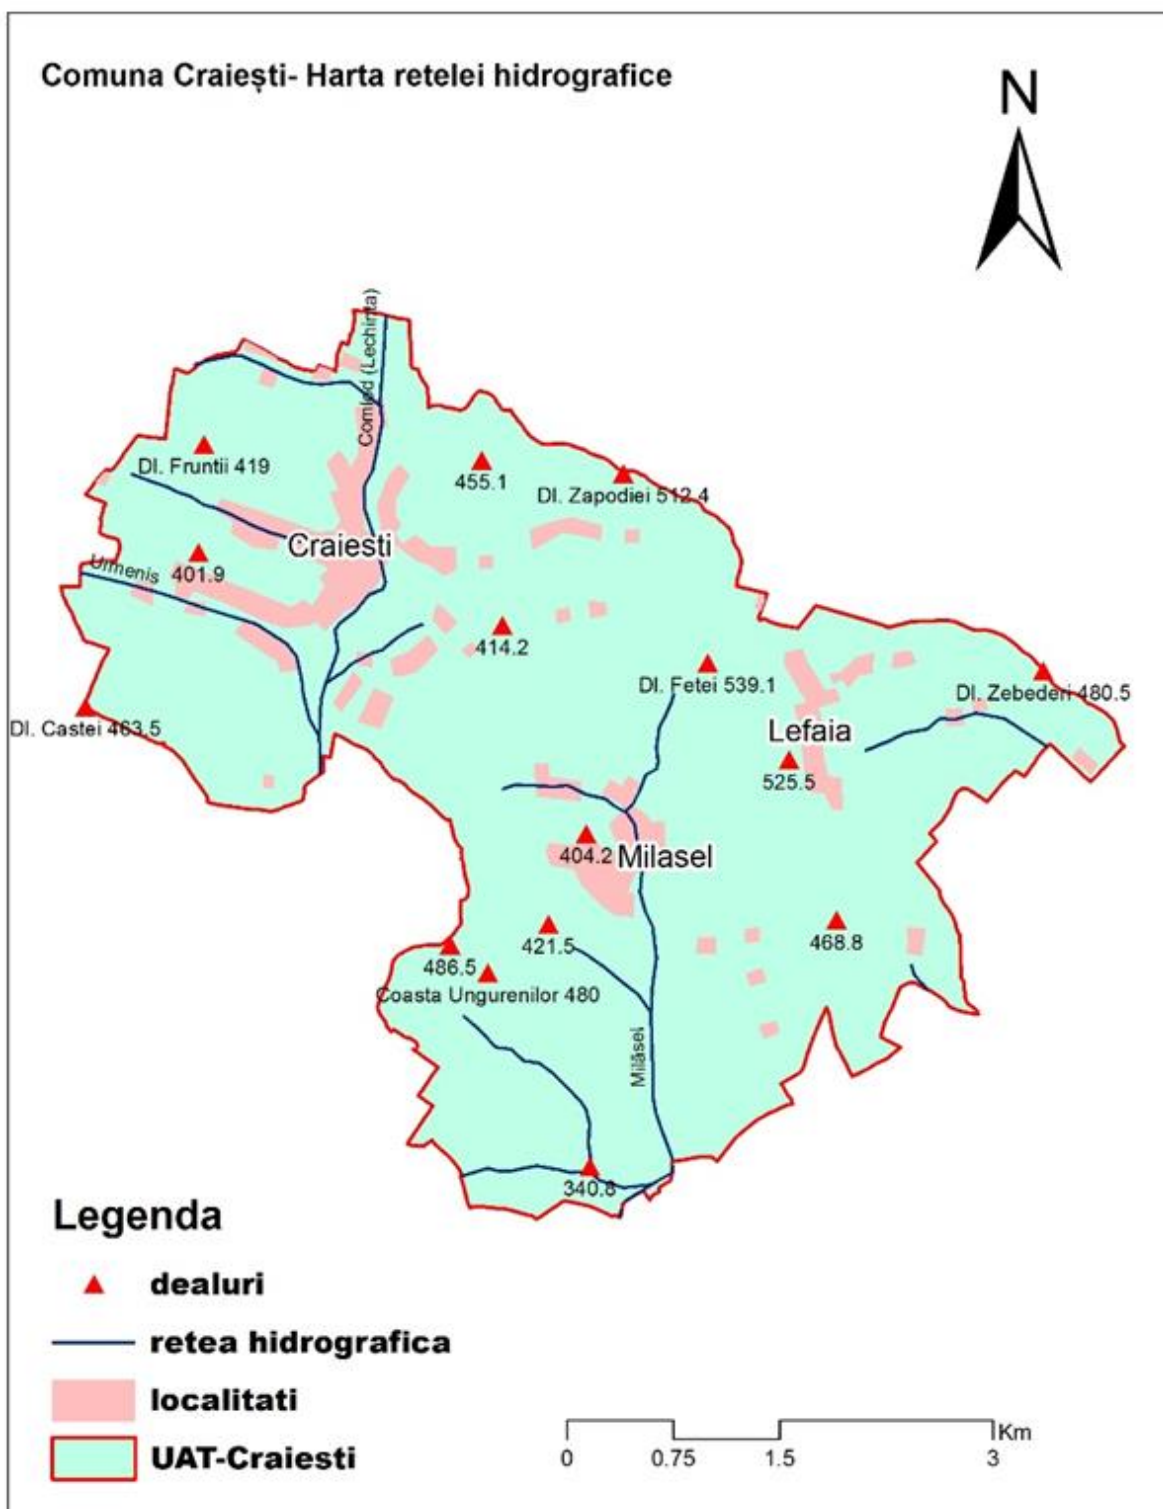 Comuna Craiești- Harta retelei hidrografice
N
Comlod (Lechinta)
Dl. Fruntii 419
455.1
Dl. Zapodiei 512.4
Craiesti
Urmenis
401.9
414.2
Dl. Fetei 539.1
Dl. Zebederi 480.5
Dl. Castei 463.5
Lefaia
525.5
404.2
Milasel
421.5
468.8
486.5
Coasta Ungurenilor 480
Milăsel
340.8
Legenda
dealuri
retea hidrografica
localitati
UAT-Craiesti
Km
0 0.75 1.5 3